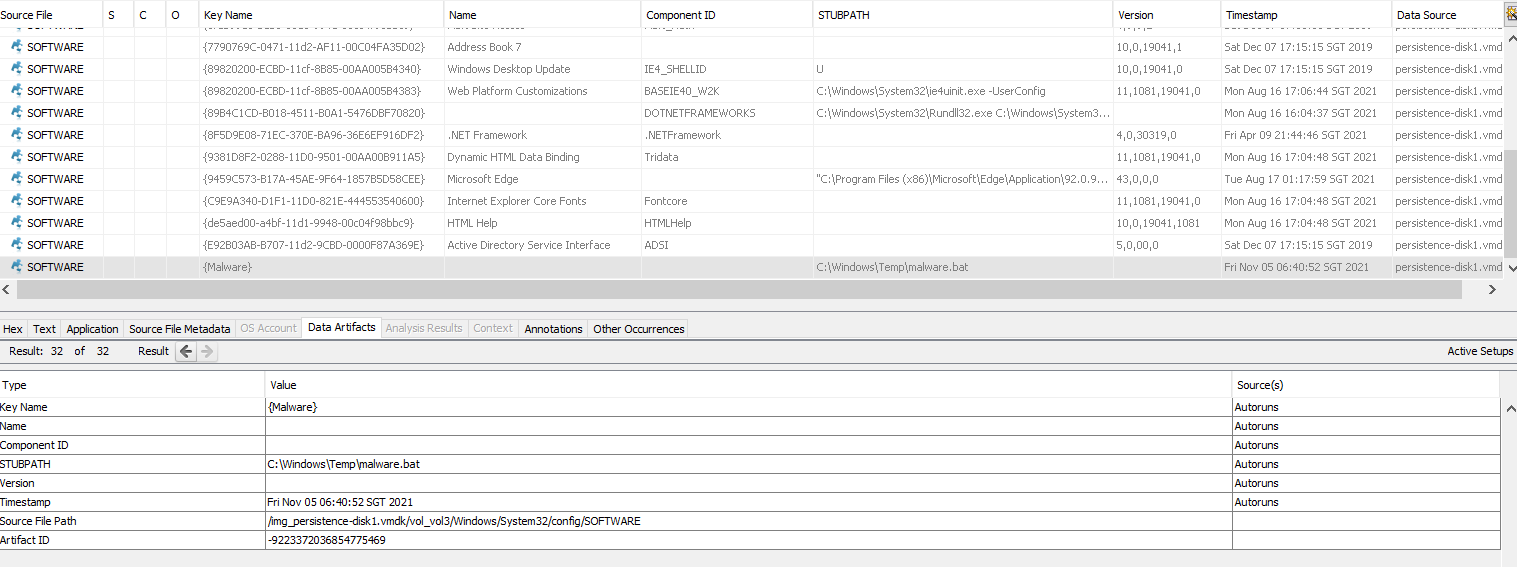 Source File S C O Key Name Name Component ID STUBPATH Version Timestamp Data Source
SOFTWARE {7790769C-0471-11d2-AF11-00C04FA35D02} Address Book 7 10,0,19041,1 Sat Dec 07 17:15:15 SGT 2019 persistence-disk1.vmd
SOFTWARE {89820200-ECBD-11cf-8B85-00AA005B4340} Windows Desktop Update IE4_SHELLID U 10,0,19041,0 Sat Dec 07 17:15:15 SGT 2019 persistence-disk1.vmd
SOFTWARE {89820200-ECBD-11cf-8B85-00AA005B4383} Web Platform Customizations BASEIE40_W2K C:\Windows\System32\ie4unit.exe -UserConfig 11,1081,19041,0 Mon Aug 16 17:06:44 SGT 2021 persistence-disk1.vmd
SOFTWARE {89B4C1CD-B018-4511-B0A1-5476DBF70820} DOTNETFRAMEWORKS C:\Windows\System32\Rundll32.exe C:\Windows\System3... Mon Aug 16 16:04:37 SGT 2021 persistence-disk1.vmd
SOFTWARE {8F5D9E08-71EC-370E-BA96-36E6EF916DF2} .NET Framework .NETFramework 4,0,30319,0 Fri Apr 09 21:44:46 SGT 2021 persistence-disk1.vmd
SOFTWARE {9381D8F2-0288-11D0-9501-00AA00B911A5} Dynamic HTML Data Binding Tridata 11,1081,19041,0 Mon Aug 16 17:04:48 SGT 2021 persistence-disk1.vmd
SOFTWARE {9459C573-B17A-45AE-9F64-1857B5D58CEE} Microsoft Edge "C:\Program Files (x86)\Microsoft\Edge\Application\92.0.9... 43,0,0,0 Tue Aug 17 01:17:59 SGT 2021 persistence-disk1.vmd
SOFTWARE {C9E9A340-D1F1-11D0-821E-444553540600} Internet Explorer Core Fonts Fontcore 11,1081,19041,0 Mon Aug 16 17:04:48 SGT 2021 persistence-disk1.vmd
SOFTWARE {de5aed00-a4bf-11d1-9948-00c04f98bbc9} HTML Help HTMLHelp 10,0,19041,1081 Mon Aug 16 17:04:48 SGT 2021 persistence-disk1.vmd
SOFTWARE {E92B03AB-B707-11d2-9CBD-0000F87A369E} Active Directory Service Interface ADSI 5,0,00,0 Sat Dec 07 17:15:15 SGT 2019 persistence-disk1.vmd
SOFTWARE {Malware} C:\Windows\Temp\malware.bat Fri Nov 05 06:40:52 SGT 2021 persistence-disk1.vmd
Hex Text Application Source File Metadata OS Account Data Artifacts Analysis Results Context Annotations Other Occurrences
Result: 32 of 32 Result Active Setups
Type Value Source(s)
Key Name {Malware} Autoruns
Name Autoruns
Component ID Autoruns
STUBPATH C:\Windows\Temp\malware.bat Autoruns
Version Autoruns
Timestamp Fri Nov 05 06:40:52 SGT 2021 Autoruns
Source File Path /img_persistence-disk1.vmdk/vol_vol3/Windows/System32/config/SOFTWARE
Artifact ID -9223372036854775469